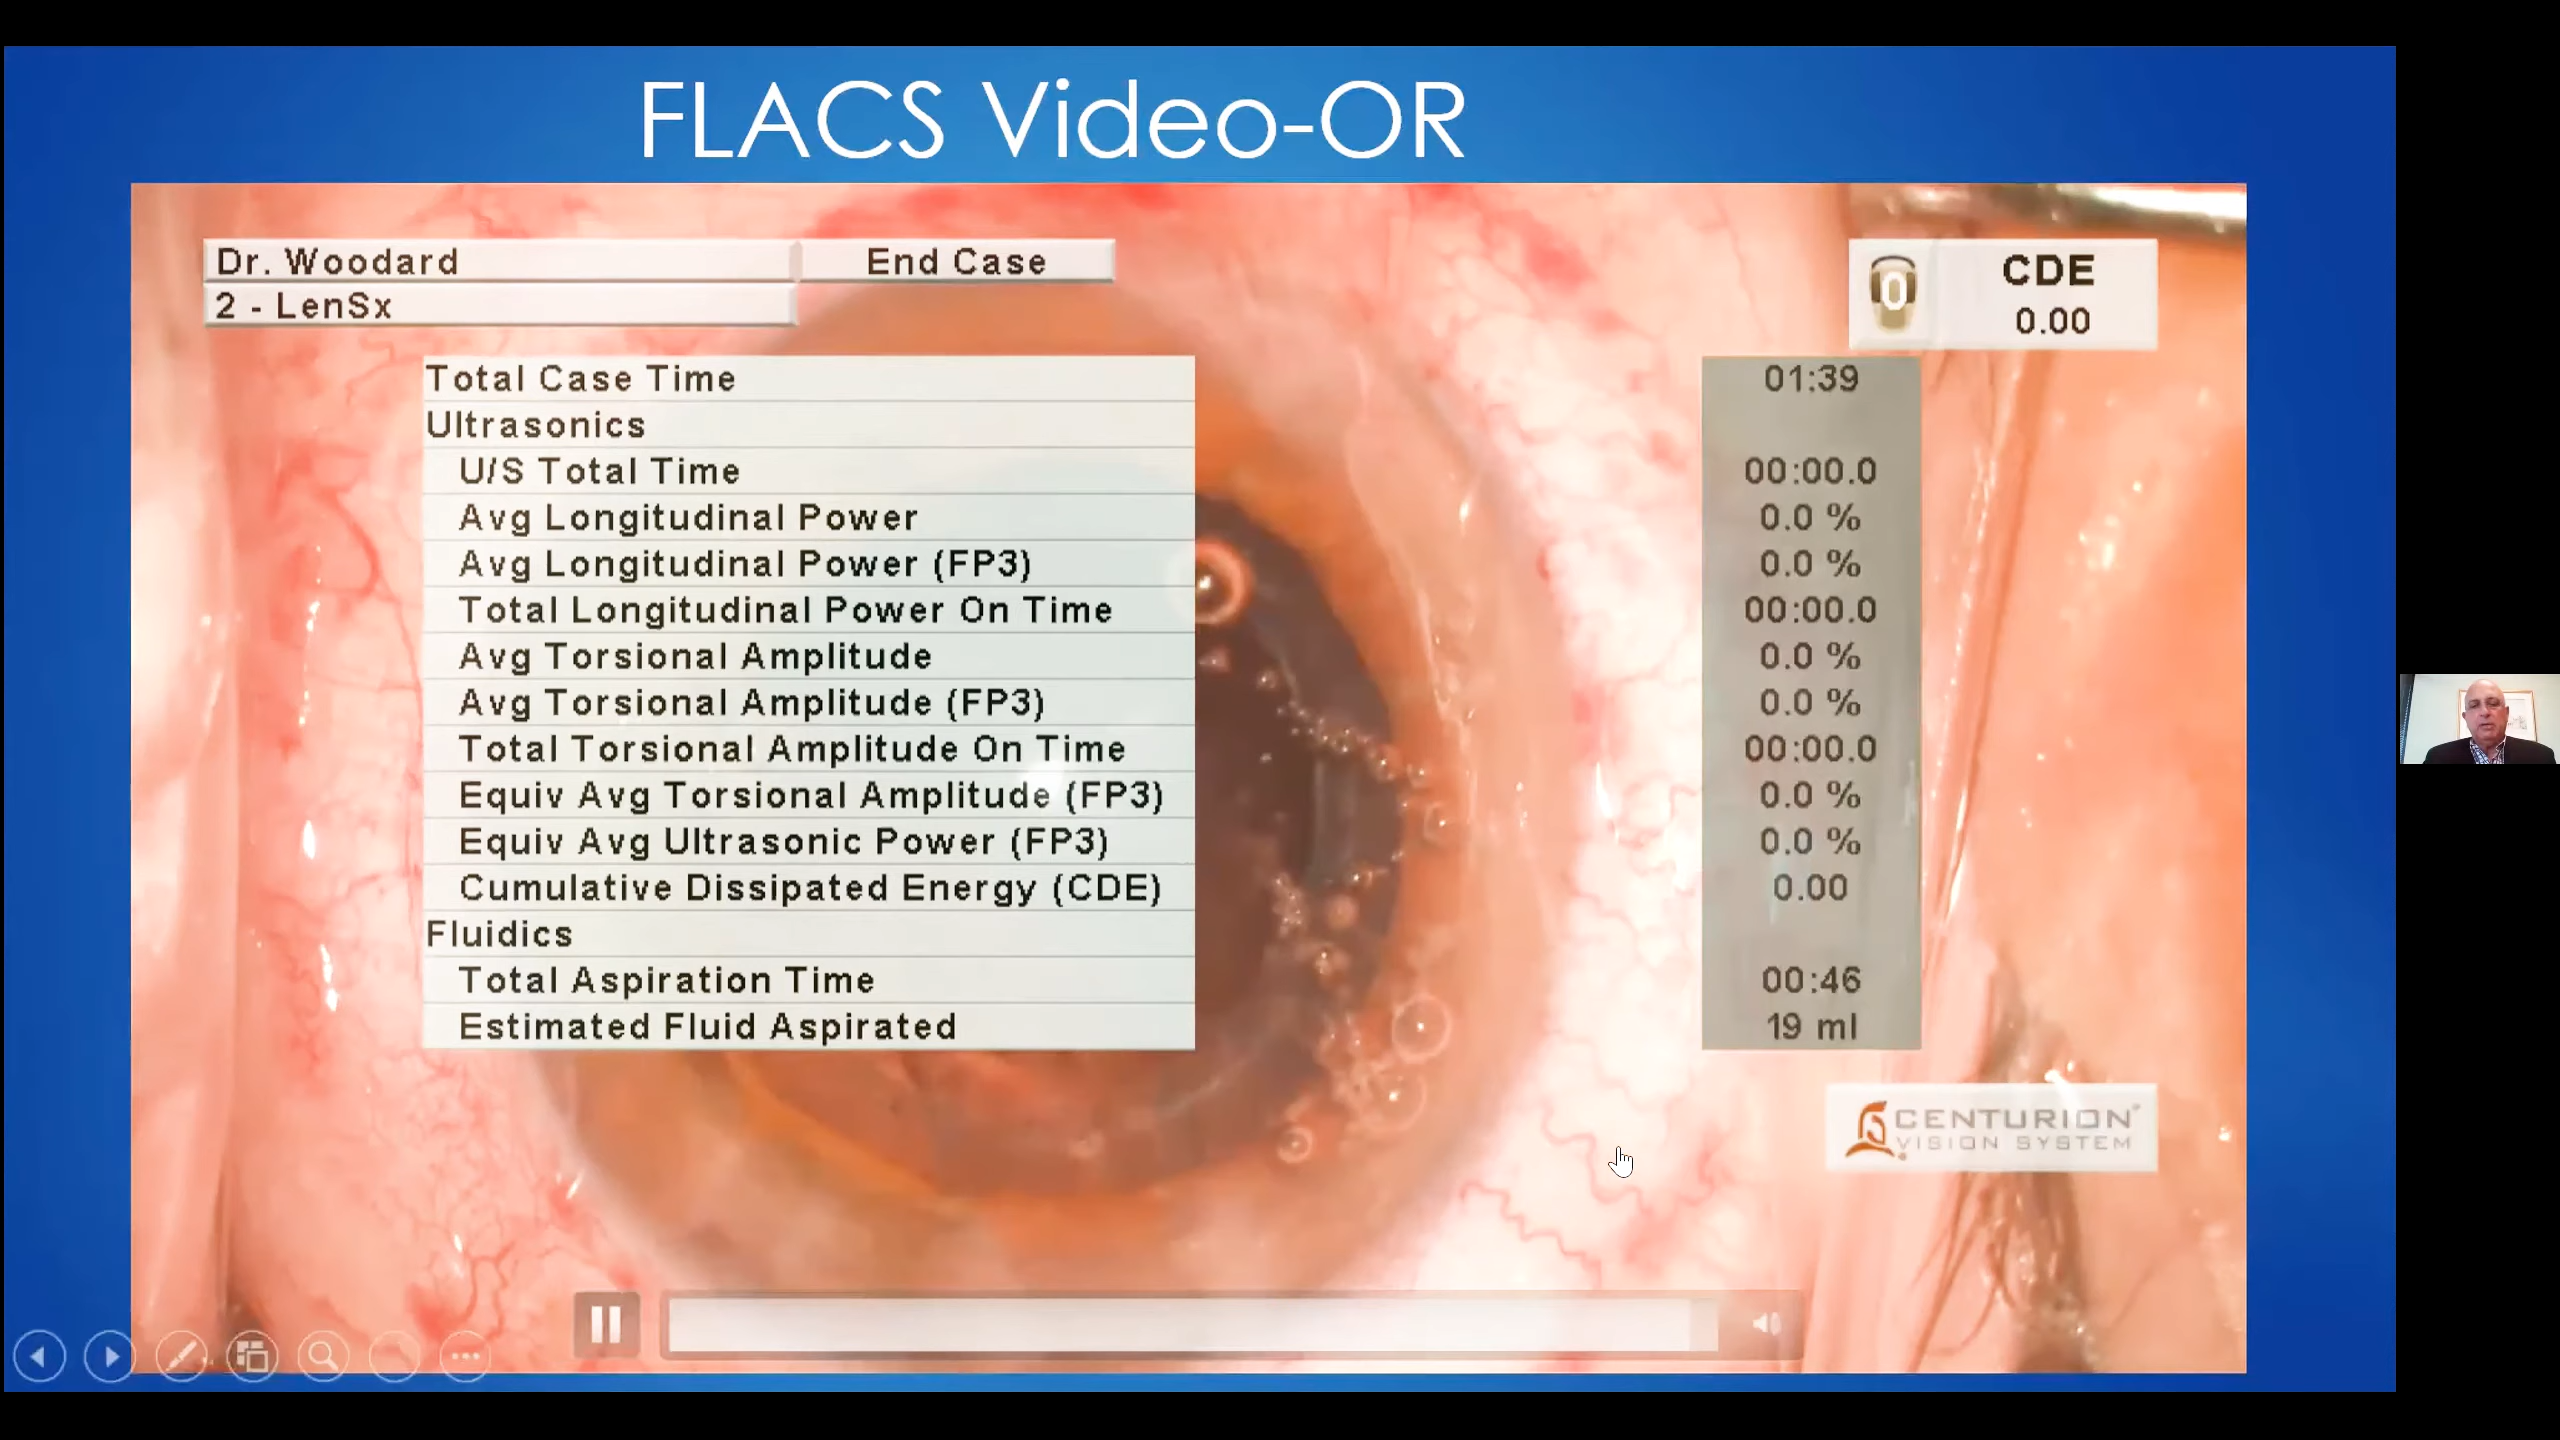 FLACS Video-OR
Dr. Woodard
End Case
2 - LenSx
0
CDE
0.00
Total Case Time 01:39
Ultrasonics
U/S Total Time 00:00.0
Avg Longitudinal Power 0.0 %
Avg Longitudinal Power (FP3) 0.0 %
Total Longitudinal Power On Time 00:00.0
Avg Torsional Amplitude 0.0 %
Avg Torsional Amplitude (FP3) 0.0 %
Total Torsional Amplitude On Time 00:00.0
Equiv Avg Torsional Amplitude (FP3) 0.0 %
Equiv Avg Ultrasonic Power (FP3) 0.0 %
Cumulative Dissipated Energy (CDE) 0.00
Fluidics
Total Aspiration Time 00:46
Estimated Fluid Aspirated 19 ml
CENTURION
VISION SYSTEM